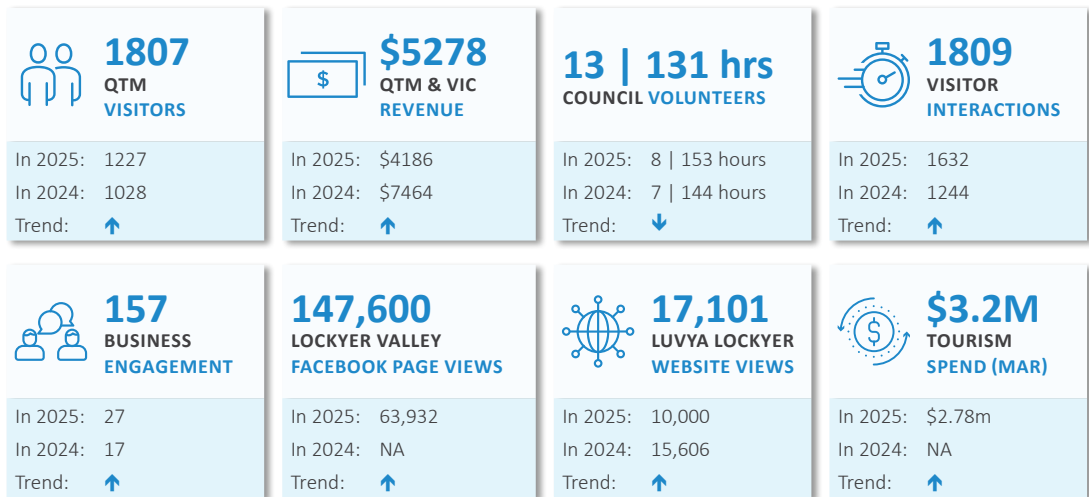 1807
QTM
VISITORS
In 2025: 1227
In 2024: 1028
Trend:
$
$5278
QTM & VIC
REVENUE
In 2025: $4186
In 2024: $7464
Trend:
13 | 131 hrs
COUNCIL VOLUNTEERS
In 2025: 8 | 153 hours
In 2024: 7 | 144 hours
Trend:
1809
VISITOR
INTERACTIONS
In 2025: 1632
In 2024: 1244
Trend:
157
BUSINESS
ENGAGEMENT
In 2025: 27
In 2024: 17
Trend:
147,600
LOCKYER VALLEY
FACEBOOK PAGE VIEWS
In 2025: 63,932
In 2024: NA
Trend:
17,101
LUVYA LOCKYER
WEBSITE VIEWS
In 2025: 10,000
In 2024: 15,606
Trend:
$
$3.2M
TOURISM
SPEND (MAR)
In 2025: $2.78m
In 2024: NA
Trend: